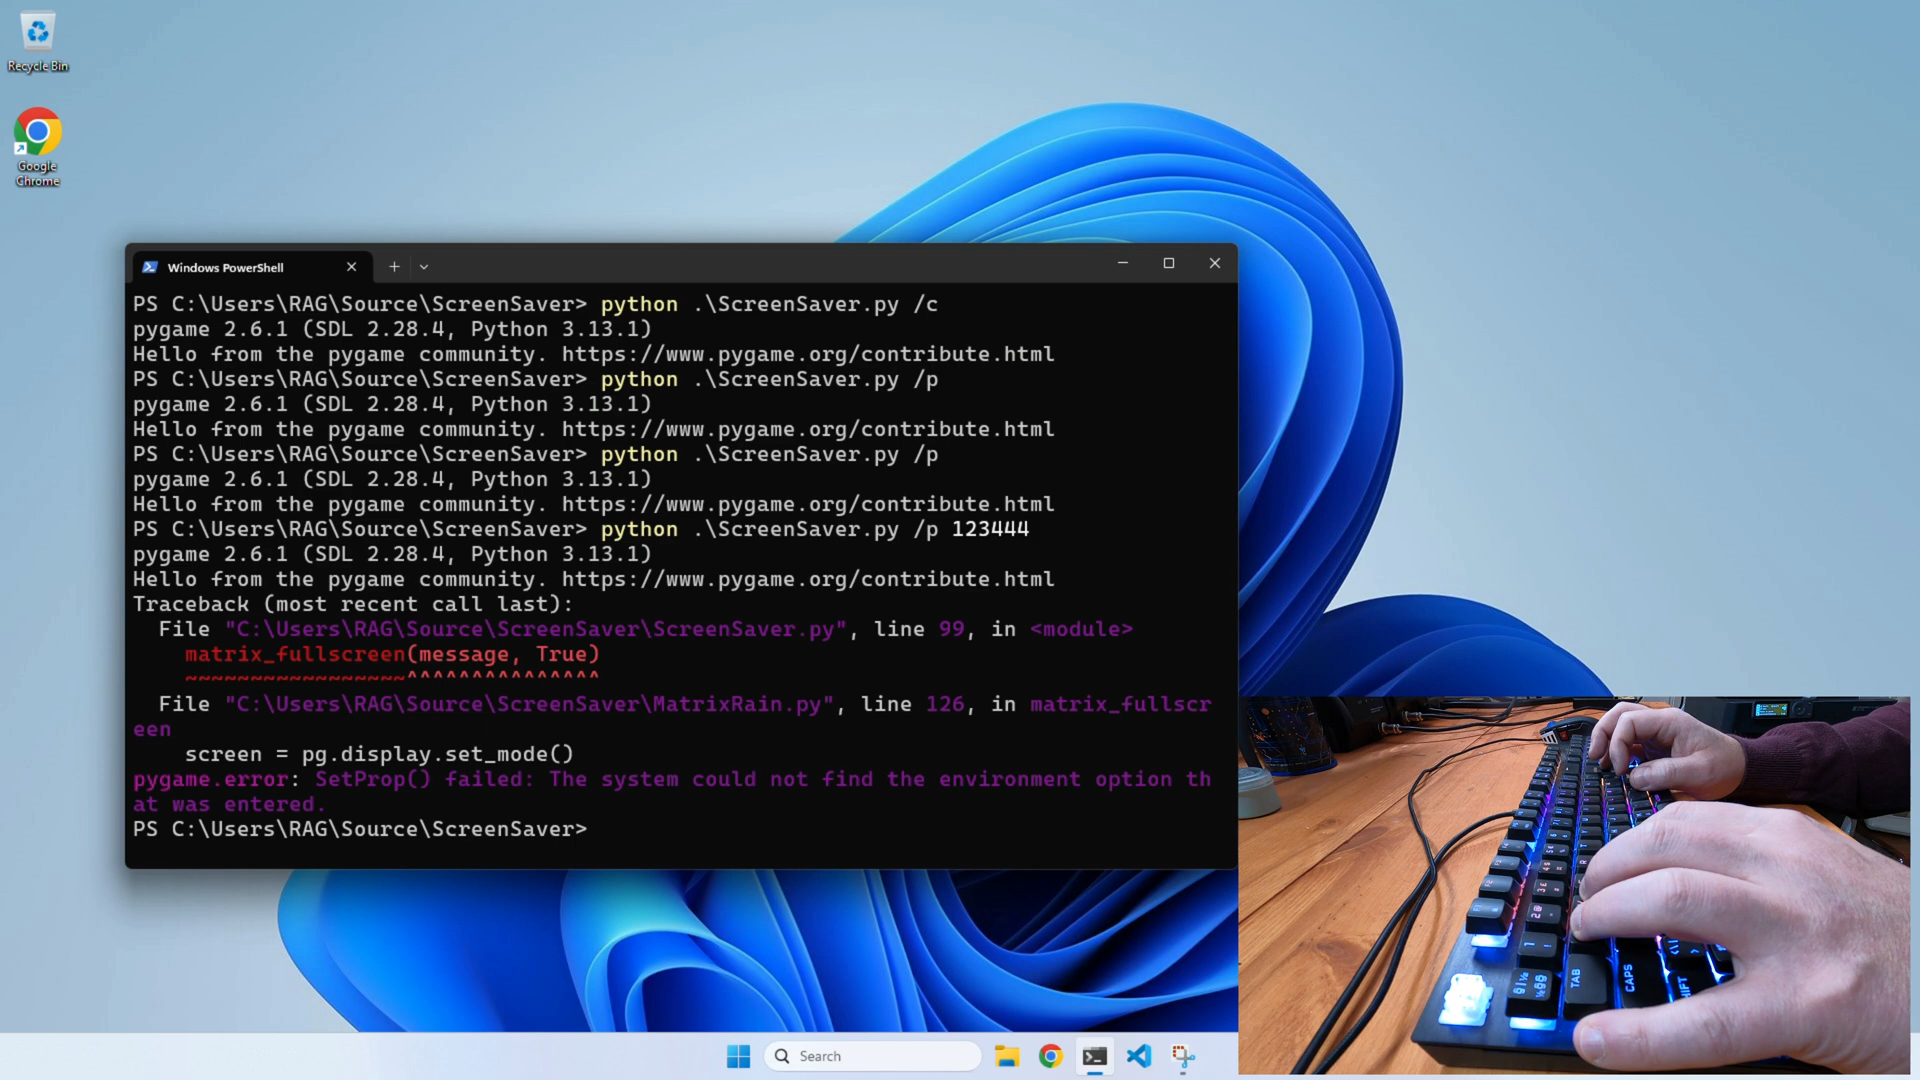 Recycle Bin
Google
Chrome
Windows PowerShell
PS C:\Users\RAG\Source\ScreenSaver> python .\ScreenSaver.py /c
pygame 2.6.1 (SDL 2.28.4, Python 3.13.1)
Hello from the pygame community. https://www.pygame.org/contribute.html
PS C:\Users\RAG\Source\ScreenSaver> python .\ScreenSaver.py /p
pygame 2.6.1 (SDL 2.28.4, Python 3.13.1)
Hello from the pygame community. https://www.pygame.org/contribute.html
PS C:\Users\RAG\Source\ScreenSaver> python .\ScreenSaver.py /p
pygame 2.6.1 (SDL 2.28.4, Python 3.13.1)
Hello from the pygame community. https://www.pygame.org/contribute.html
PS C:\Users\RAG\Source\ScreenSaver> python .\ScreenSaver.py /p 123444
pygame 2.6.1 (SDL 2.28.4, Python 3.13.1)
Hello from the pygame community. https://www.pygame.org/contribute.html
Traceback (most recent call last):
  File "C:\Users\RAG\Source\ScreenSaver\ScreenSaver.py", line 99, in <module>
    matrix_fullscreen(message, True)
    ~~~~~~~~~~~~~~~~~^^^^^^^^^^^^^^^
  File "C:\Users\RAG\Source\ScreenSaver\MatrixRain.py", line 126, in matrix_fullscr
een
    screen = pg.display.set_mode()
pygame.error: SetProp() failed: The system could not find the environment option th
at was entered.
PS C:\Users\RAG\Source\ScreenSaver>
Search
TAB
CAPS